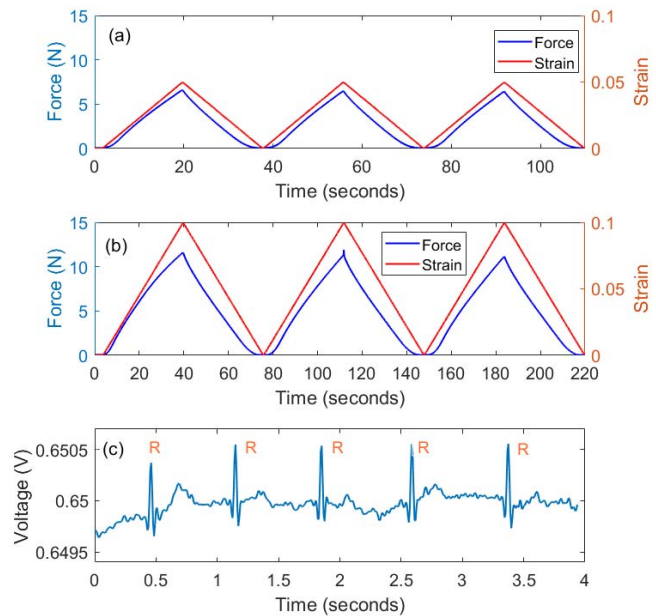 (a)
Force (N)
15
10
5
0
Force
Strain
0.1
0.05
0
Strain
0 20 40 60 80 100
Time (seconds)
(b)
Force (N)
15
10
5
0
Force
Strain
0.1
0.05
0
Strain
0 20 40 60 80 100 120 140 160 180 200 220
Time (seconds)
(c)
Voltage (V)
0.6505
0.65
0.6495
R R R R R
0 0.5 1 1.5 2 2.5 3 3.5 4
Time (seconds)